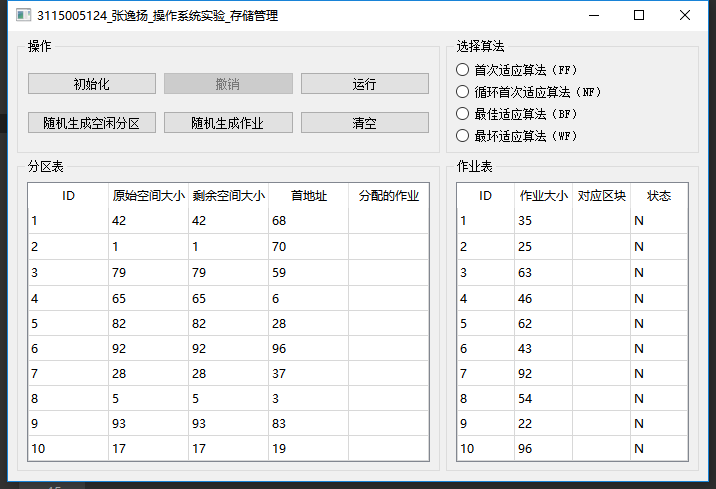 3115005124_张逸扬_操作系统实验_存储管理
操作
初始化 撤销 运行
随机生成空闲分区 随机生成作业 清空
选择算法
首次适应算法（FF）
循环首次适应算法（NF）
最佳适应算法（BF）
最坏适应算法（WF）
分区表
ID 原始空间大小 剩余空间大小 首地址 分配的作业
1 42 42 68
2 1 1 70
3 79 79 59
4 65 65 6
5 82 82 28
6 92 92 96
7 28 28 37
8 5 5 3
9 93 93 83
10 17 17 19
作业表
ID 作业大小 对应区块 状态
1 35 N
2 25 N
3 63 N
4 46 N
5 62 N
6 43 N
7 92 N
8 54 N
9 22 N
10 96 N